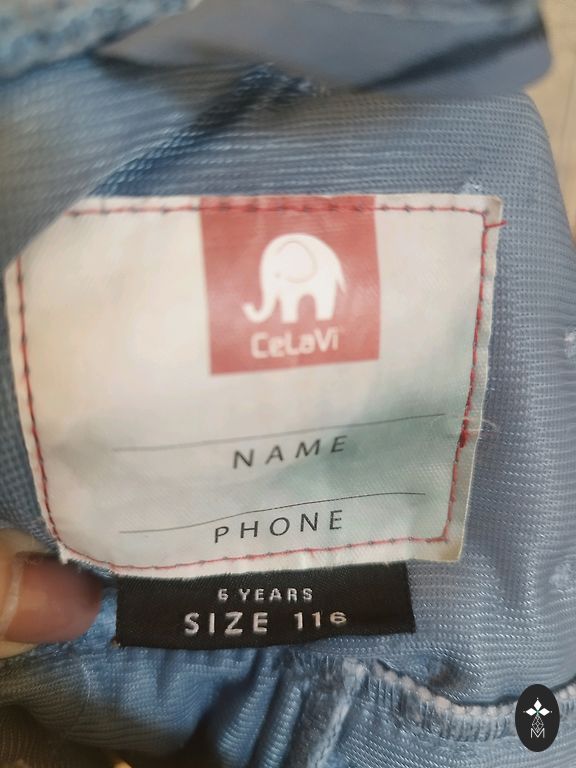 CeLaVi
NAME
PHONE
6 YEARS
SIZE 116